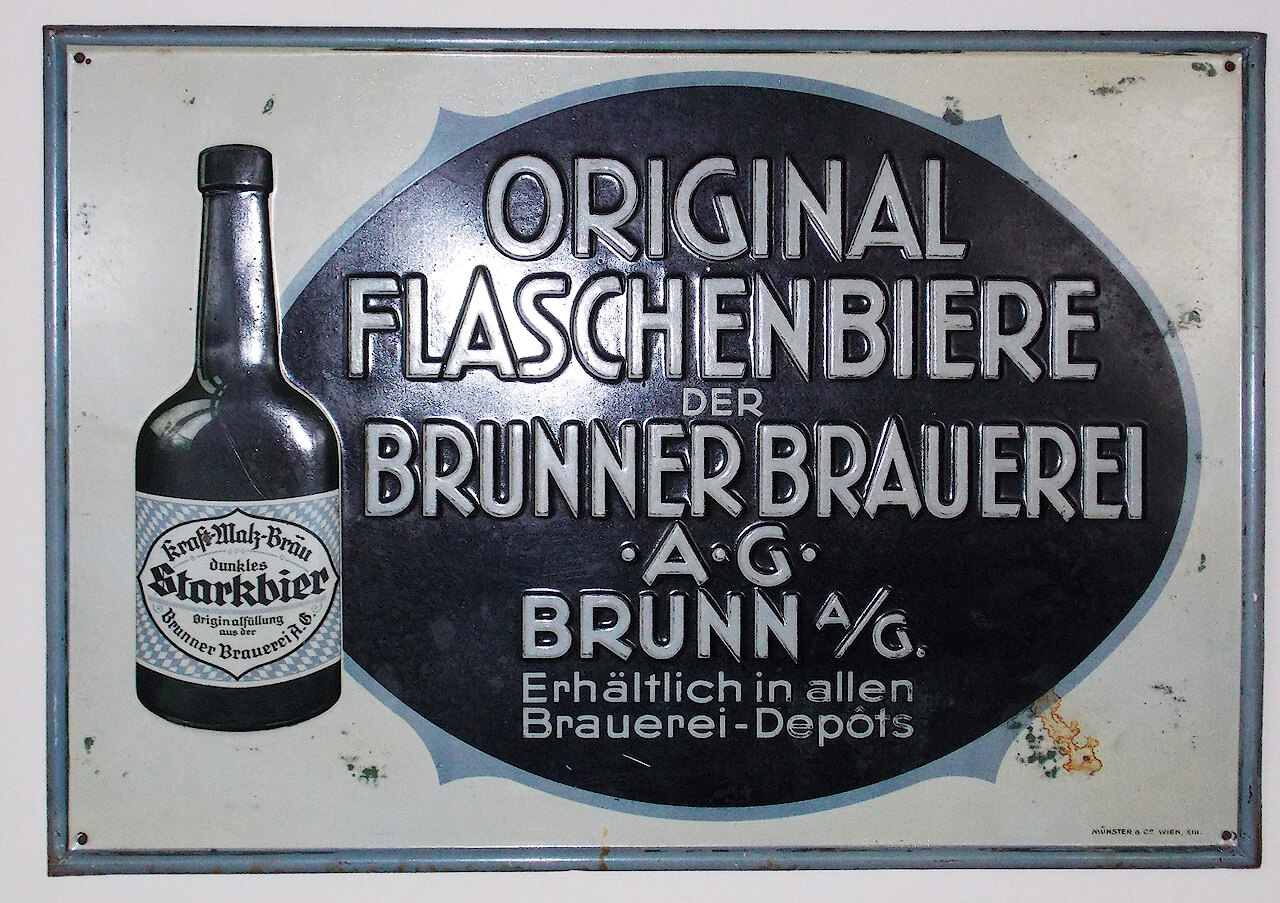 ORIGINAL
FLASCHENBIERE
DER
BRUNNER BRAUEREI
·A·G·
BRUNN A/G.
Erhältlich in allen
Brauerei-Depôts
Kraft-Malz-Bräu
dunkles
Starkbier
Originalfüllung
aus der
Brunner Brauerei A.G.
MÜNSTER & Co. WIEN, XIII.